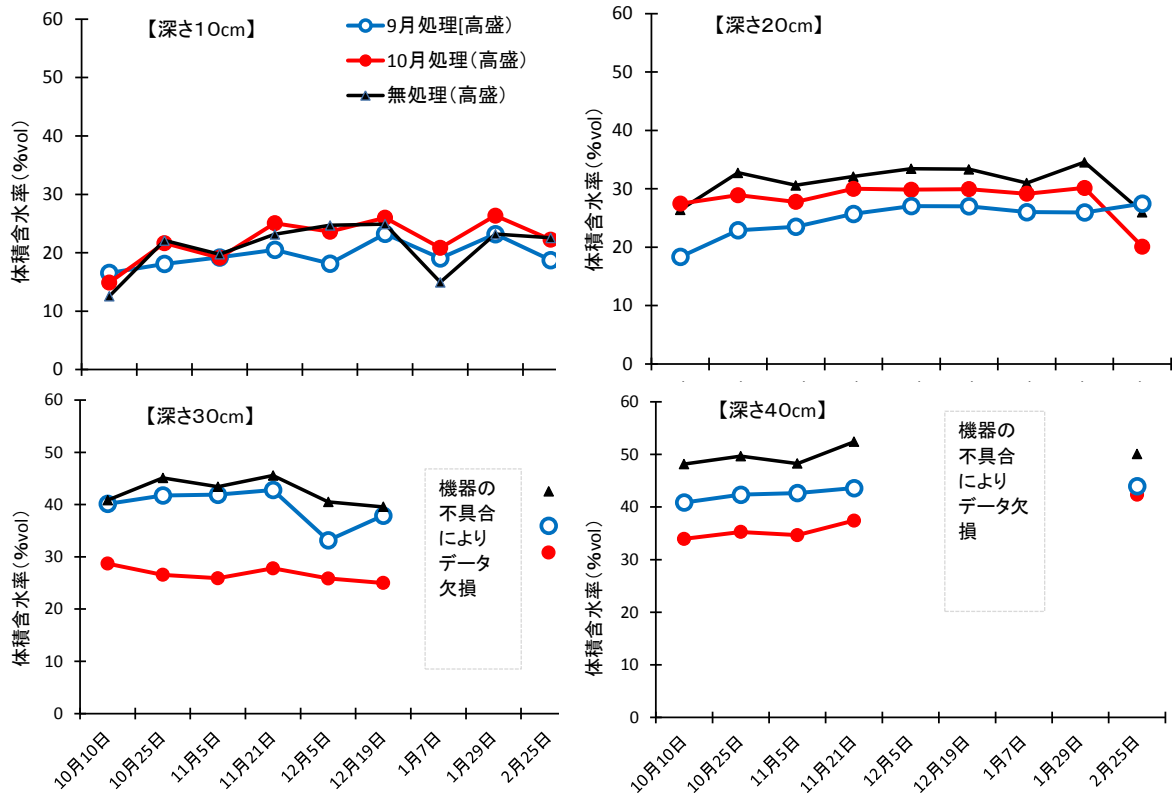 【深さ10cm】
9月処理[高盛)
10月処理(高盛)
無処理(高盛)
体積含水率(%vol)
60
50
40
30
20
10
0
【深さ20cm】
体積含水率(%vol)
60
50
40
30
20
10
0
【深さ30cm】
体積含水率(%vol)
60
50
40
30
20
10
0
機器の
不具合
により
データ
欠損
10月10日
10月25日
11月5日
11月21日
12月5日
12月19日
1月7日
1月29日
2月25日
【深さ40cm】
体積含水率(%vol)
60
50
40
30
20
10
0
機器の
不具合
により
データ欠
損
10月10日
10月25日
11月5日
11月21日
12月5日
12月19日
1月7日
1月29日
2月25日